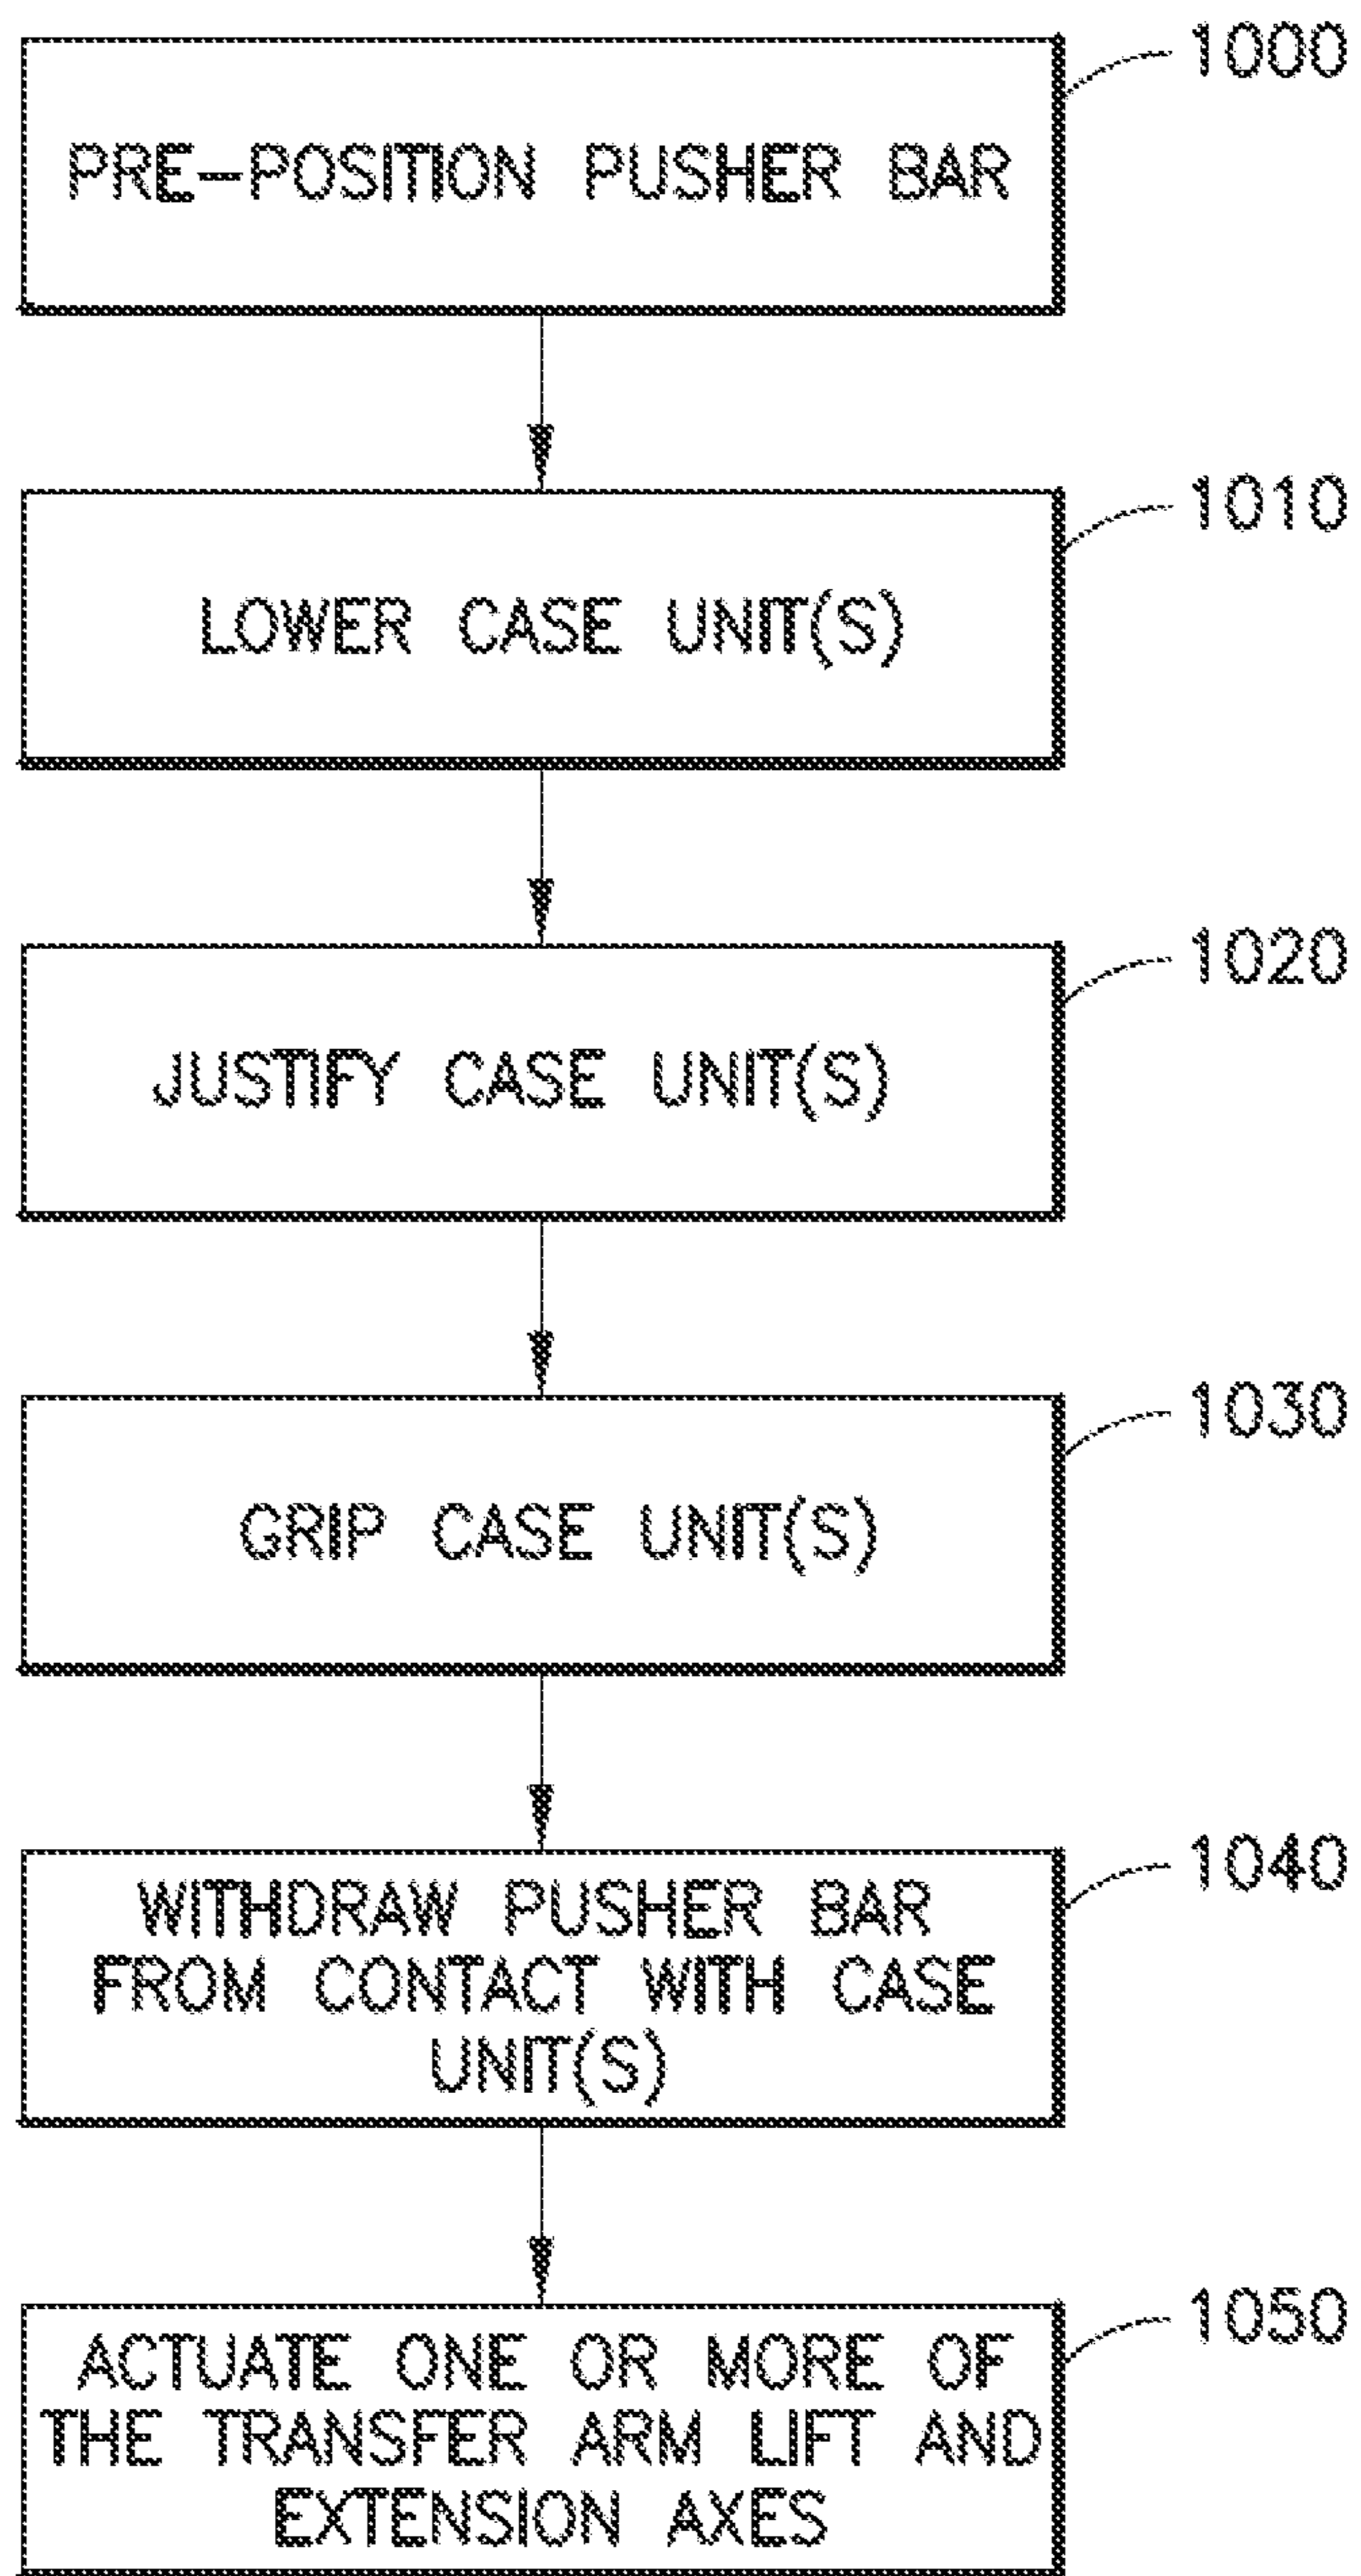 1000
PRE-POSITION PUSHER BAR
1010
LOWER CASE UNIT(S)
1020
JUSTIFY CASE UNIT(S)
1030
GRIP CASE UNIT(S)
1040
WITHDRAW PUSHER BAR
FROM CONTACT WITH CASE
UNIT(S)
1050
ACTUATE ONE OR MORE OF
THE TRANSFER ARM LIFT AND
EXTENSION AXES